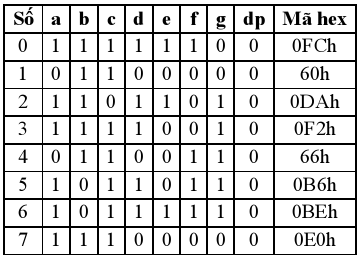 Số a b c d e f g dp Mã hex
0 1 1 1 1 1 1 0 0 0FCh
1 0 1 1 0 0 0 0 0 60h
2 1 1 0 1 1 0 1 0 0DAh
3 1 1 1 1 0 0 1 0 0F2h
4 0 1 1 0 0 1 1 0 66h
5 1 0 1 1 0 1 1 0 0B6h
6 1 0 1 1 1 1 1 0 0BEh
7 1 1 1 0 0 0 0 0 0E0h